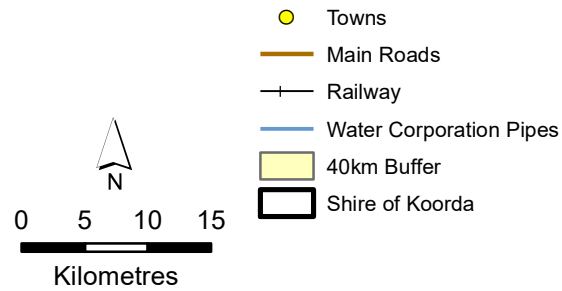 Towns
Main Roads
Railway
Water Corporation Pipes
40km Buffer
Shire of Koorda
N
0 5 10 15
Kilometres